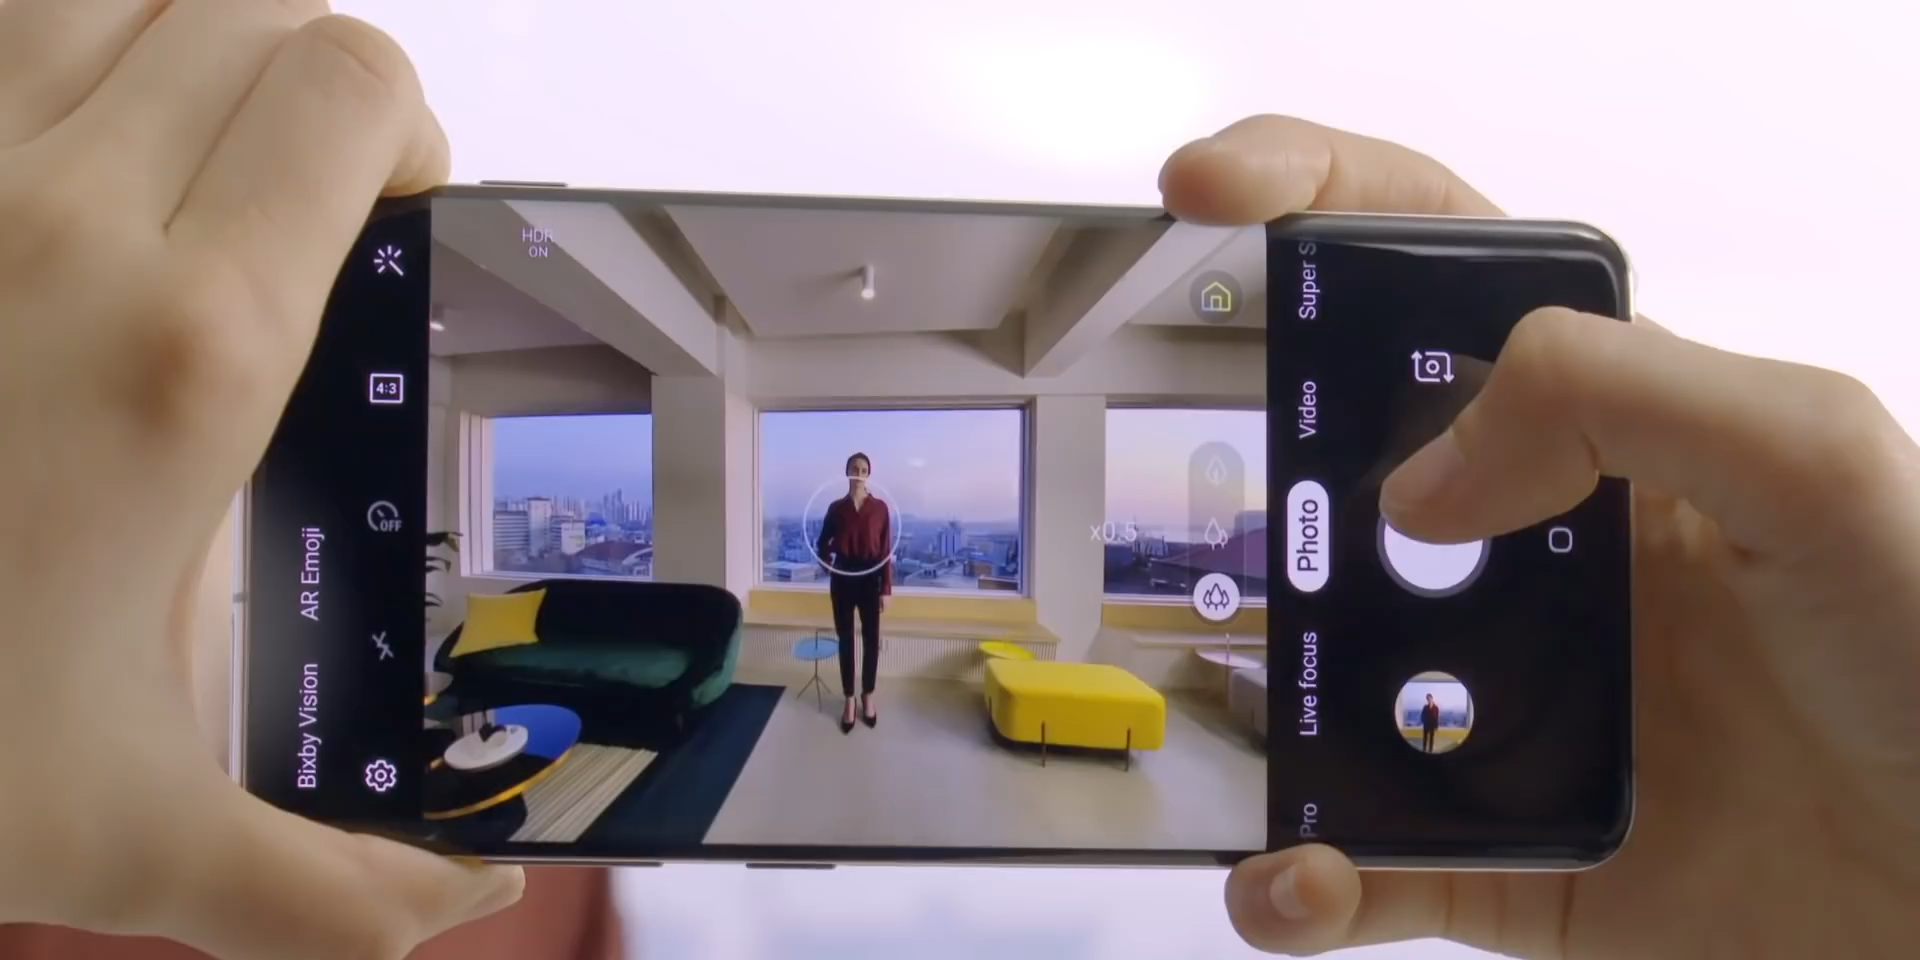 HDR
ON
4:3
OFF
AR Emoji
Bixby Vision
x0.5
Super S
Video
Photo
Live focus
Pro